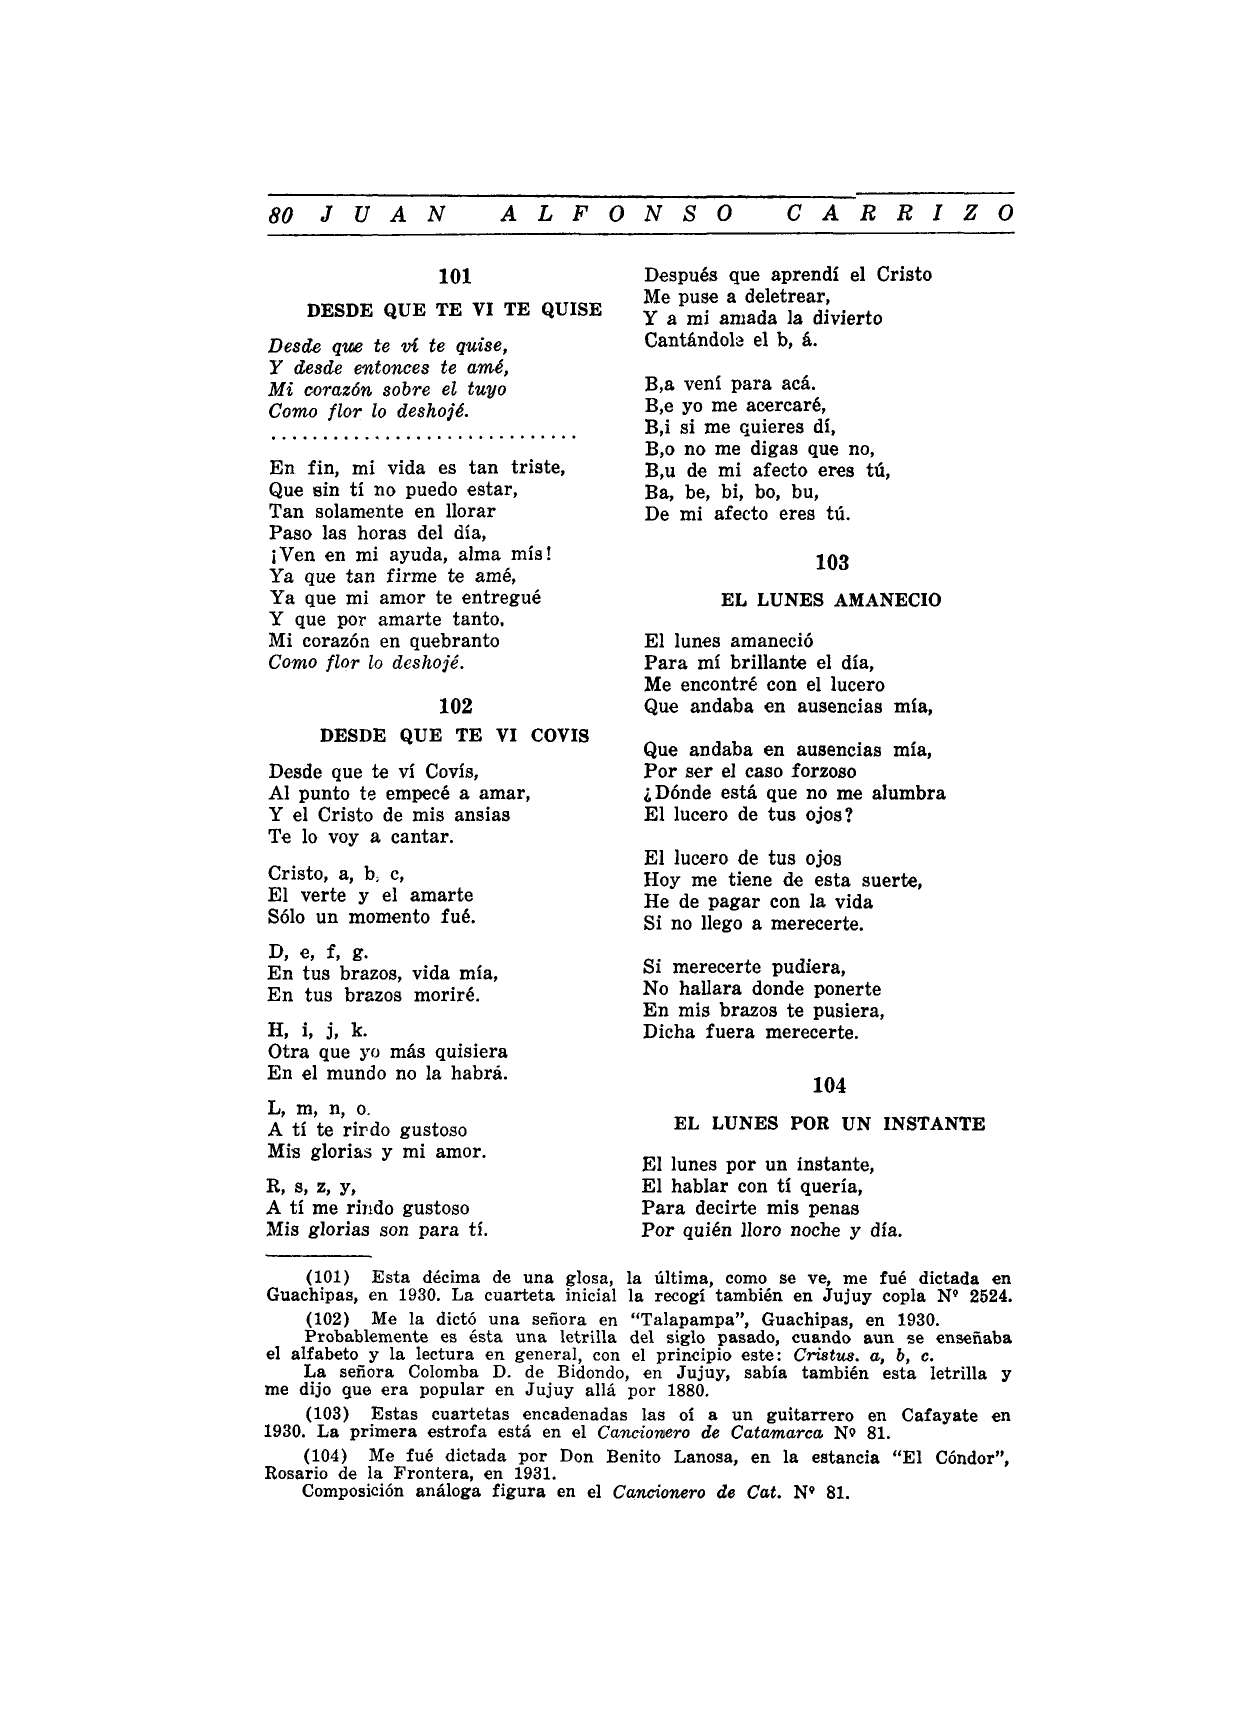 80 JUAN ALFONSO CARRIZO
101
DESDE QUE TE VI TE QUISE
Desde que te ví te quise,
Y desde entonces te amé,
Mi corazón sobre el tuyo
Como flor lo deshojé.
..............................
En fin, mi vida es tan triste,
Que sin tí no puedo estar,
Tan solamente en llorar
Paso las horas del día,
¡Ven en mi ayuda, alma mís!
Ya que tan firme te amé,
Ya que mi amor te entregué
Y que por amarte tanto.
Mi corazón en quebranto
Como flor lo deshojé.
102
DESDE QUE TE VI COVIS
Desde que te ví Covís,
Al punto te empecé a amar,
Y el Cristo de mis ansias
Te lo voy a cantar.
Cristo, a, b, c,
El verte y el amarte
Sólo un momento fué.
D, e, f, g.
En tus brazos, vida mía,
En tus brazos moriré.
H, i, j, k.
Otra que yo más quisiera
En el mundo no la habrá.
L, m, n, o.
A tí te rindo gustoso
Mis glorias y mi amor.
R, s, z, y,
A tí me rindo gustoso
Mis glorias son para tí.
Después que aprendí el Cristo
Me puse a deletrear,
Y a mi amada la divierto
Cantándole el b, á.
B,a vení para acá.
B,e yo me acercaré,
B,i si me quieres dí,
B,o no me digas que no,
B,u de mi afecto eres tú,
Ba, be, bi, bo, bu,
De mi afecto eres tú.
103
EL LUNES AMANECIO
El lunes amaneció
Para mí brillante el día,
Me encontré con el lucero
Que andaba en ausencias mía,
Que andaba en ausencias mía,
Por ser el caso forzoso
¿Dónde está que no me alumbra
El lucero de tus ojos?
El lucero de tus ojos
Hoy me tiene de esta suerte,
He de pagar con la vida
Si no llego a merecerte.
Si merecerte pudiera,
No hallara donde ponerte
En mis brazos te pusiera,
Dicha fuera merecerte.
104
EL LUNES POR UN INSTANTE
El lunes por un instante,
El hablar con tí quería,
Para decirte mis penas
Por quién lloro noche y día.
(101) Esta décima de una glosa, la última, como se ve, me fué dictada en
Guachipas, en 1930. La cuarteta inicial la recogí también en Jujuy copla Nº 2524.
(102) Me la dictó una señora en “Talapampa”, Guachipas, en 1930.
Probablemente es ésta una letrilla del siglo pasado, cuando aun se enseñaba
el alfabeto y la lectura en general, con el principio este: Cristus. a, b, c.
La señora Colomba D. de Bidondo, en Jujuy, sabía también esta letrilla y
me dijo que era popular en Jujuy allá por 1880.
(103) Estas cuartetas encadenadas las oí a un guitarrero en Cafayate en
1930. La primera estrofa está en el Cancionero de Catamarca Nº 81.
(104) Me fué dictada por Don Benito Lanosa, en la estancia “El Cóndor”,
Rosario de la Frontera, en 1931.
Composición análoga figura en el Cancionero de Cat. Nº 81.